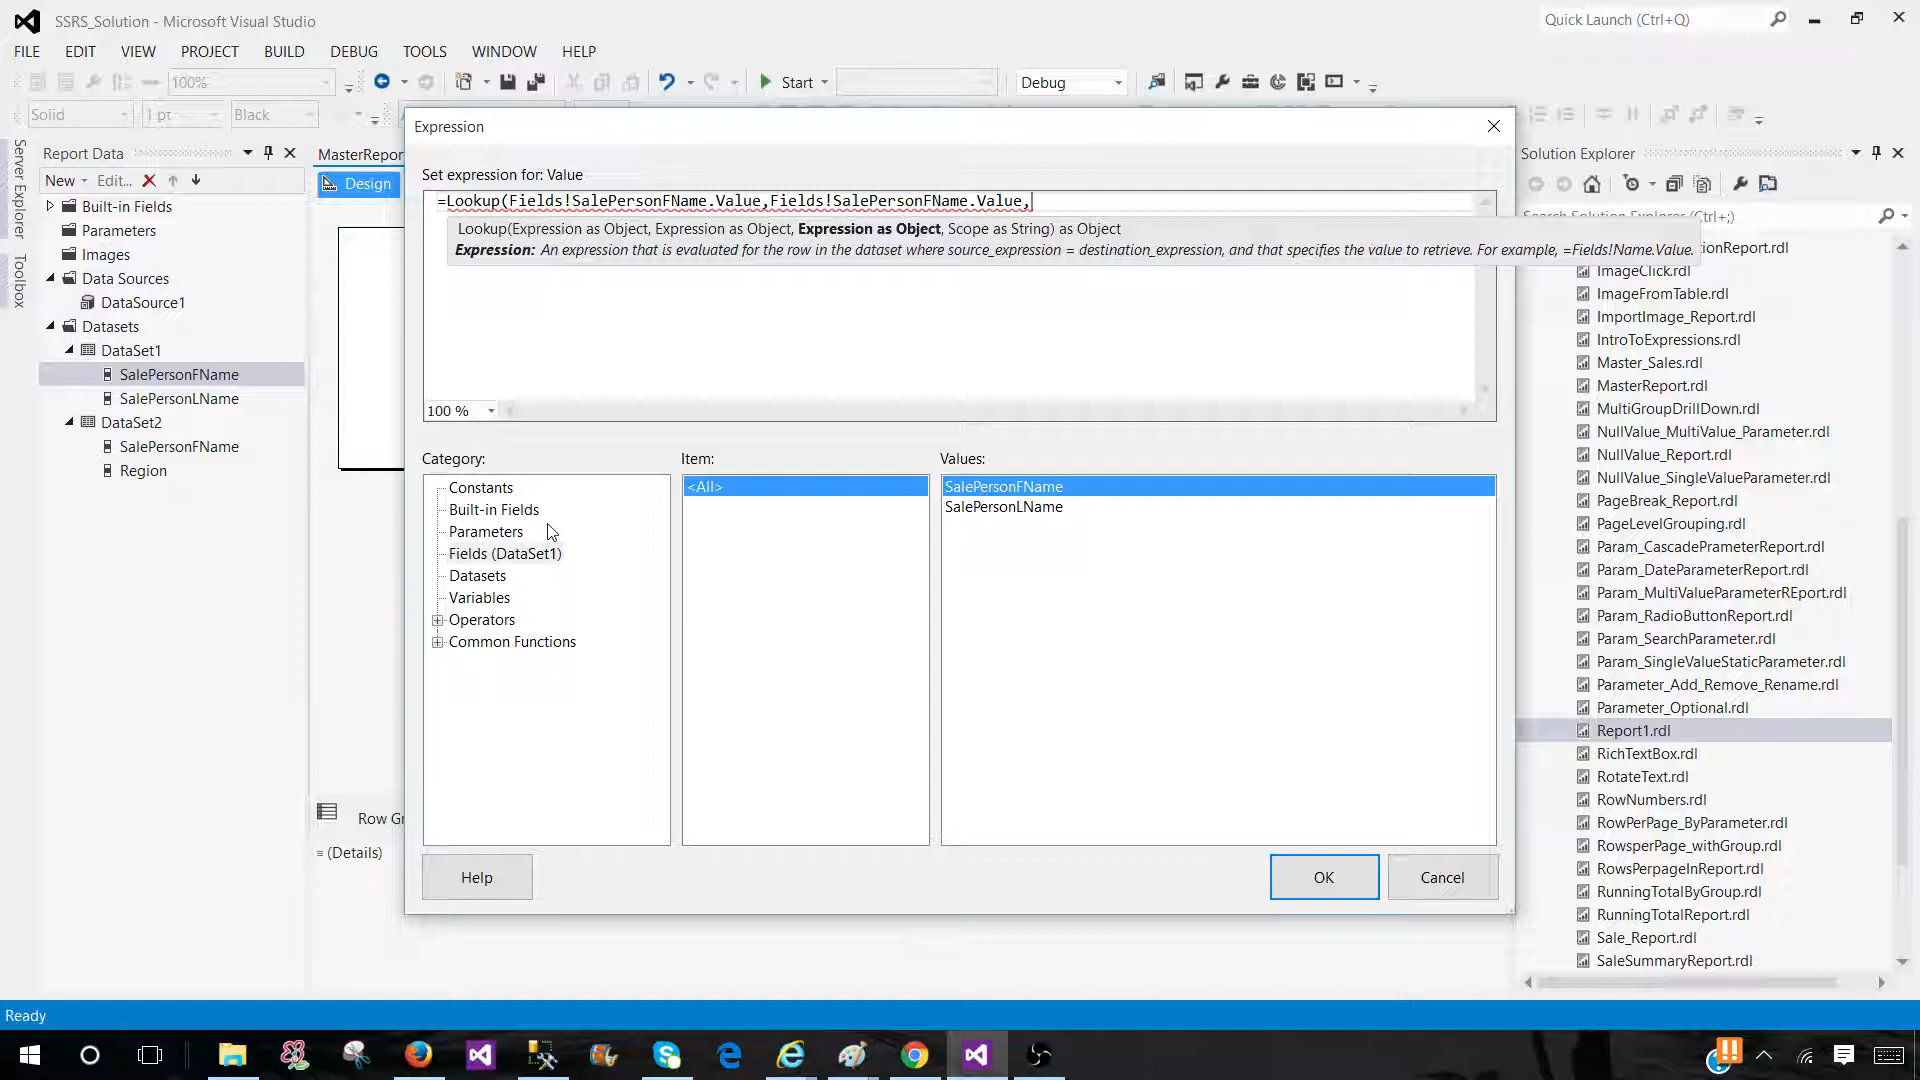 SSRS_Solution - Microsoft Visual Studio
Quick Launch (Ctrl+Q)
FILE EDIT VIEW PROJECT BUILD DEBUG TOOLS WINDOW HELP
100%
Start
Debug
Solid
1 pt
Black
Server Explorer
Toolbox
Report Data
New Edit...
Built-in Fields
Parameters
Images
Data Sources
DataSource1
Datasets
DataSet1
SalePersonFName
SalePersonLName
DataSet2
SalePersonFName
Region
MasterRepor
Design
Row Gr
(Details)
Expression
Set expression for: Value
=Lookup(Fields!SalePersonFName.Value,Fields!SalePersonFName.Value,
Lookup(Expression as Object, Expression as Object, Expression as Object, Scope as String) as Object
Expression: An expression that is evaluated for the row in the dataset where source_expression = destination_expression, and that specifies the value to retrieve. For example, =Fields!Name.Value.
100 %
Category:
Constants
Built-in Fields
Parameters
Fields (DataSet1)
Datasets
Variables
Operators
Common Functions
Item:
<All>
Values:
SalePersonFName
SalePersonLName
Help
OK
Cancel
Solution Explorer
Search Solution Explorer (Ctrl+;)
ionReport.rdl
ImageClick.rdl
ImageFromTable.rdl
ImportImage_Report.rdl
IntroToExpressions.rdl
Master_Sales.rdl
MasterReport.rdl
MultiGroupDrillDown.rdl
NullValue_MultiValue_Parameter.rdl
NullValue_Report.rdl
NullValue_SingleValueParameter.rdl
PageBreak_Report.rdl
PageLevelGrouping.rdl
Param_CascadePrameterReport.rdl
Param_DateParameterReport.rdl
Param_MultiValueParameterREport.rdl
Param_RadioButtonReport.rdl
Param_SearchParameter.rdl
Param_SingleValueStaticParameter.rdl
Parameter_Add_Remove_Rename.rdl
Parameter_Optional.rdl
Report1.rdl
RichTextBox.rdl
RotateText.rdl
RowNumbers.rdl
RowPerPage_ByParameter.rdl
RowsperPage_withGroup.rdl
RowsPerpageInReport.rdl
RunningTotalByGroup.rdl
RunningTotalReport.rdl
Sale_Report.rdl
SaleSummaryReport.rdl
Ready